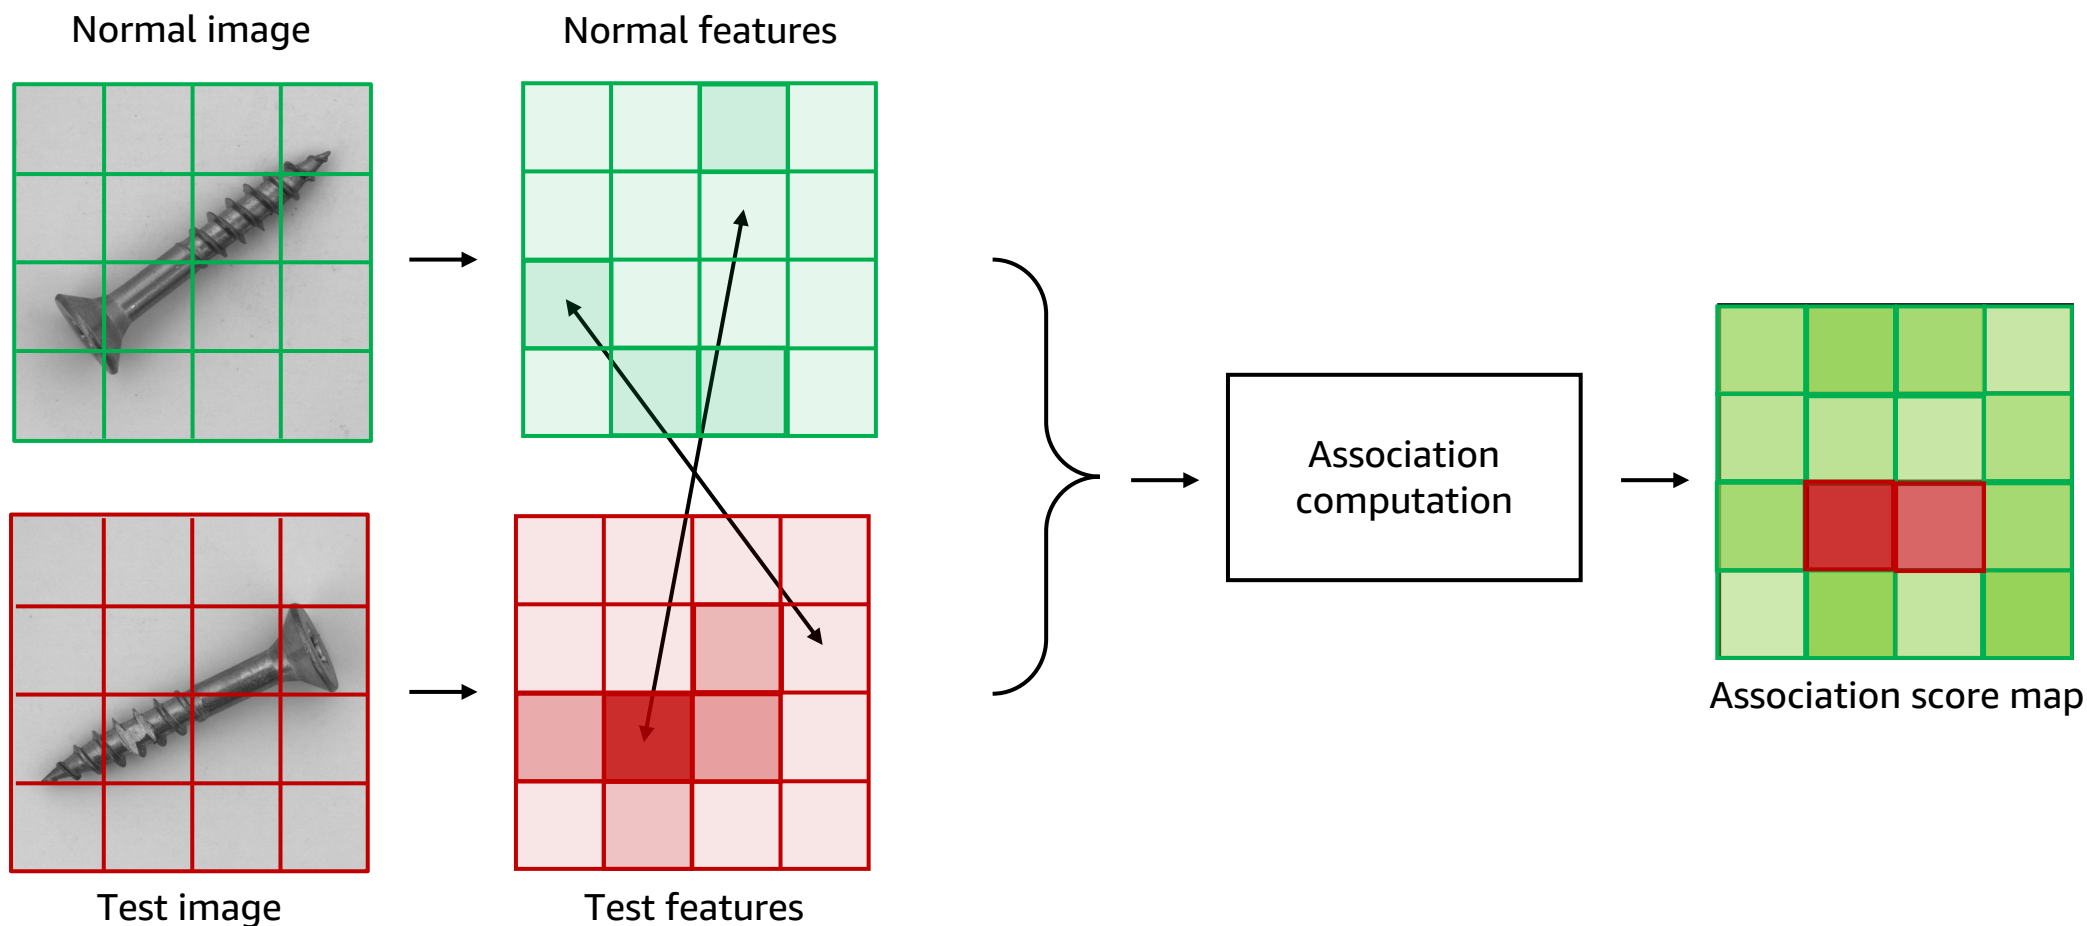 Normal image
Normal features
Association
computation
Association score map
Test image
Test features